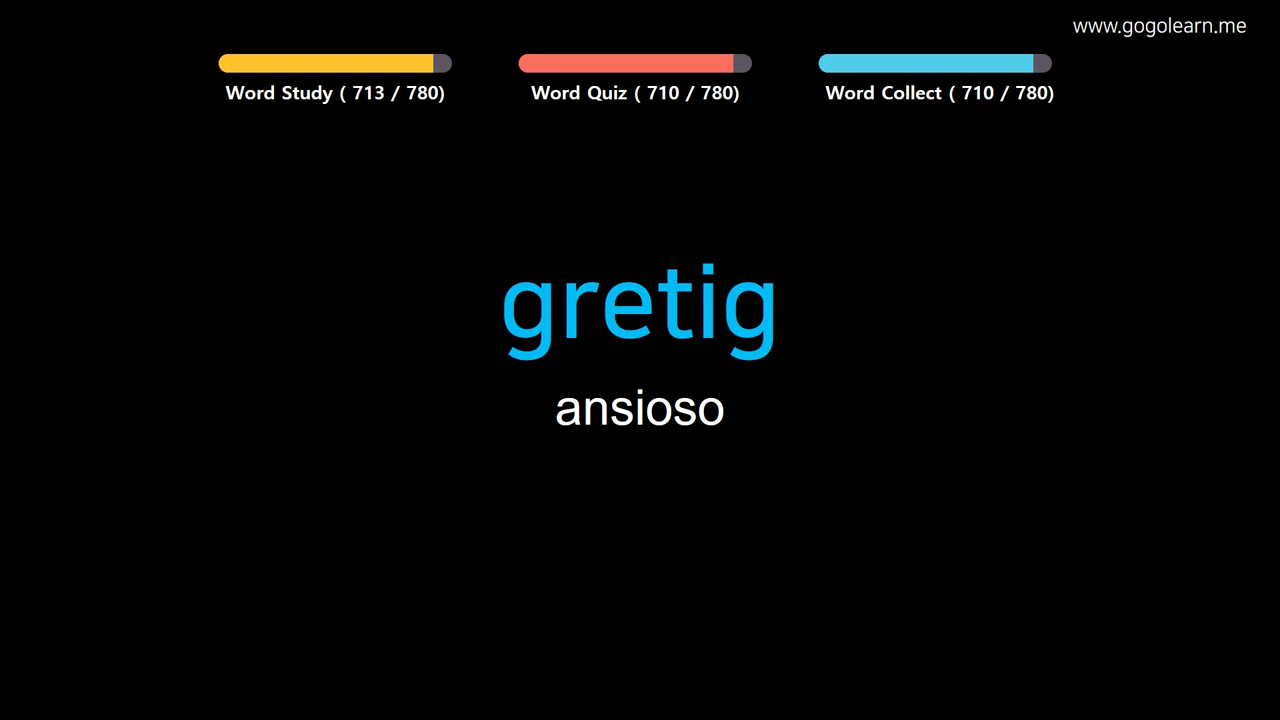 www.gogolearn.me
Word Study ( 713 / 780)
Word Quiz ( 710 / 780)
Word Collect ( 710 / 780)
gretig
ansioso